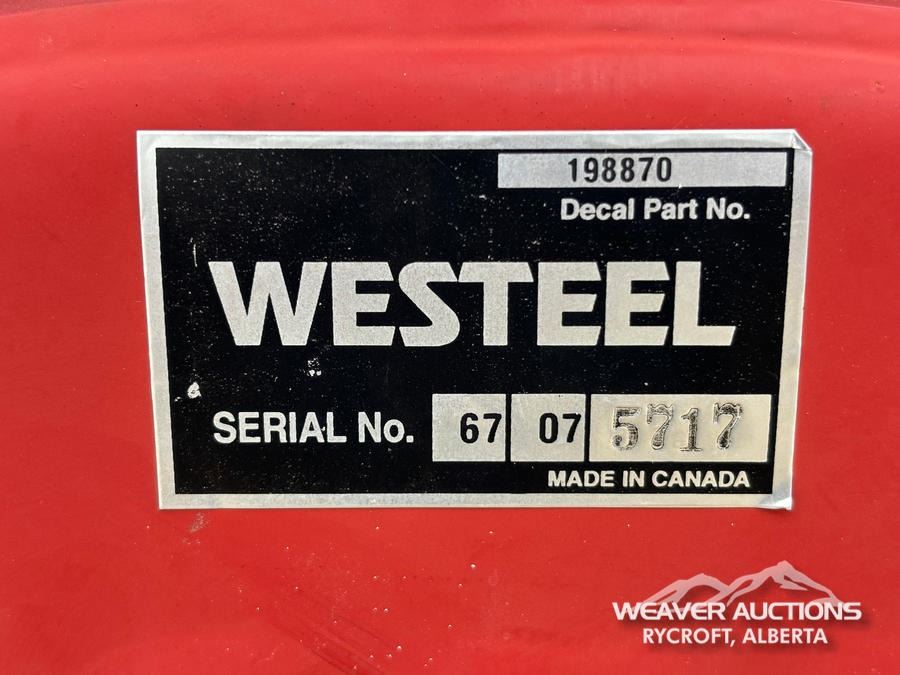 198870
Decal Part No.
WESTEEL
SERIAL No. 67 07 5717
MADE IN CANADA
WEAVER AUCTIONS
RYCROFT, ALBERTA